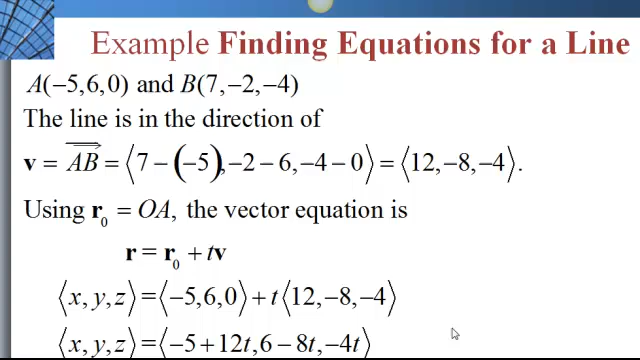 Example Finding Equations for a Line
A(−5,6,0) and B(7,−2,−4)
The line is in the direction of
v = AB = ⟨7 − (−5), −2 − 6, −4 − 0⟩ = ⟨12, −8, −4⟩.
Using r₀ = OA, the vector equation is
r = r₀ + tv
⟨x, y, z⟩ = ⟨−5,6,0⟩ + t⟨12,−8,−4⟩
⟨x, y, z⟩ = ⟨−5 + 12t, 6 − 8t, −4t⟩